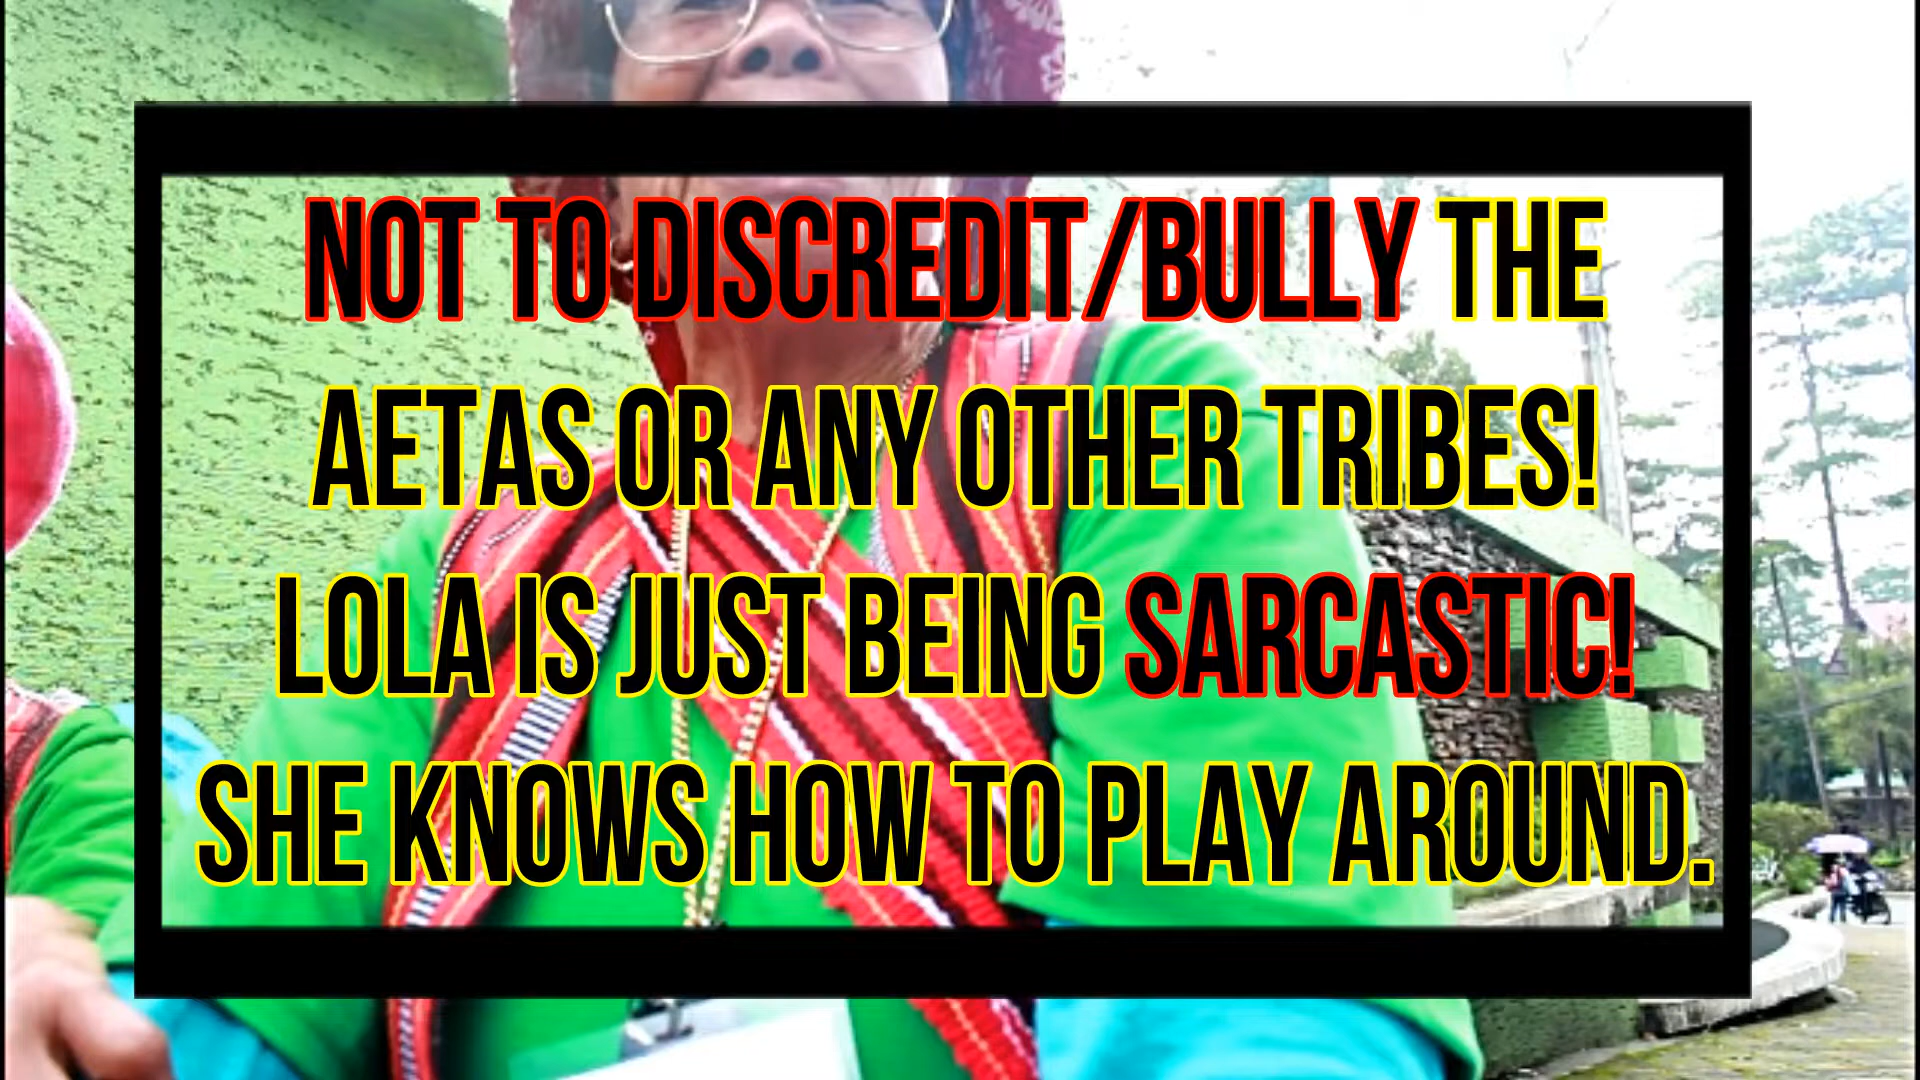 NOT TO DISCREDIT/BULLY THE
AETAS OR ANY OTHER TRIBES!
LOLA IS JUST BEING SARCASTIC!
SHE KNOWS HOW TO PLAY AROUND.